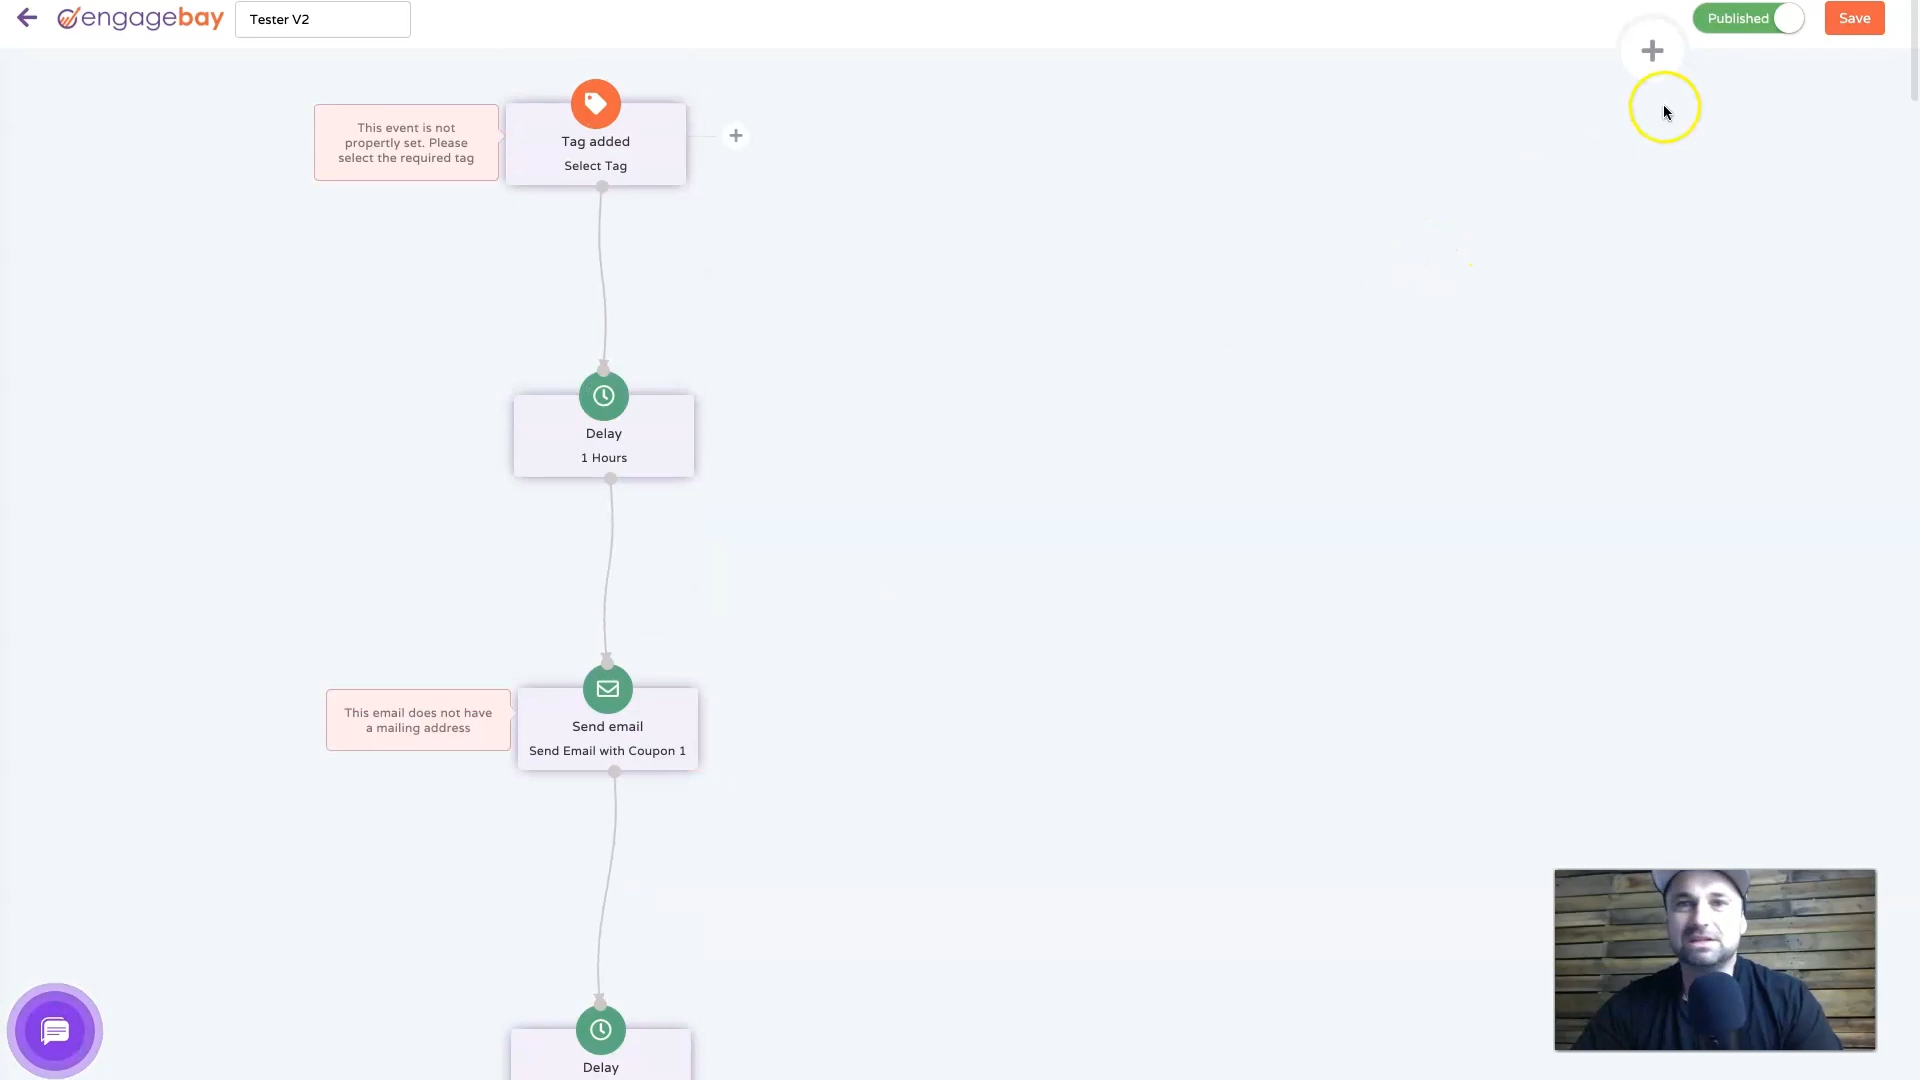 engagebay
Tester V2
Published
Save
This event is not
propertly set. Please
select the required tag
Tag added
Select Tag
Delay
1 Hours
This email does not have
a mailing address
Send email
Send Email with Coupon 1
Delay